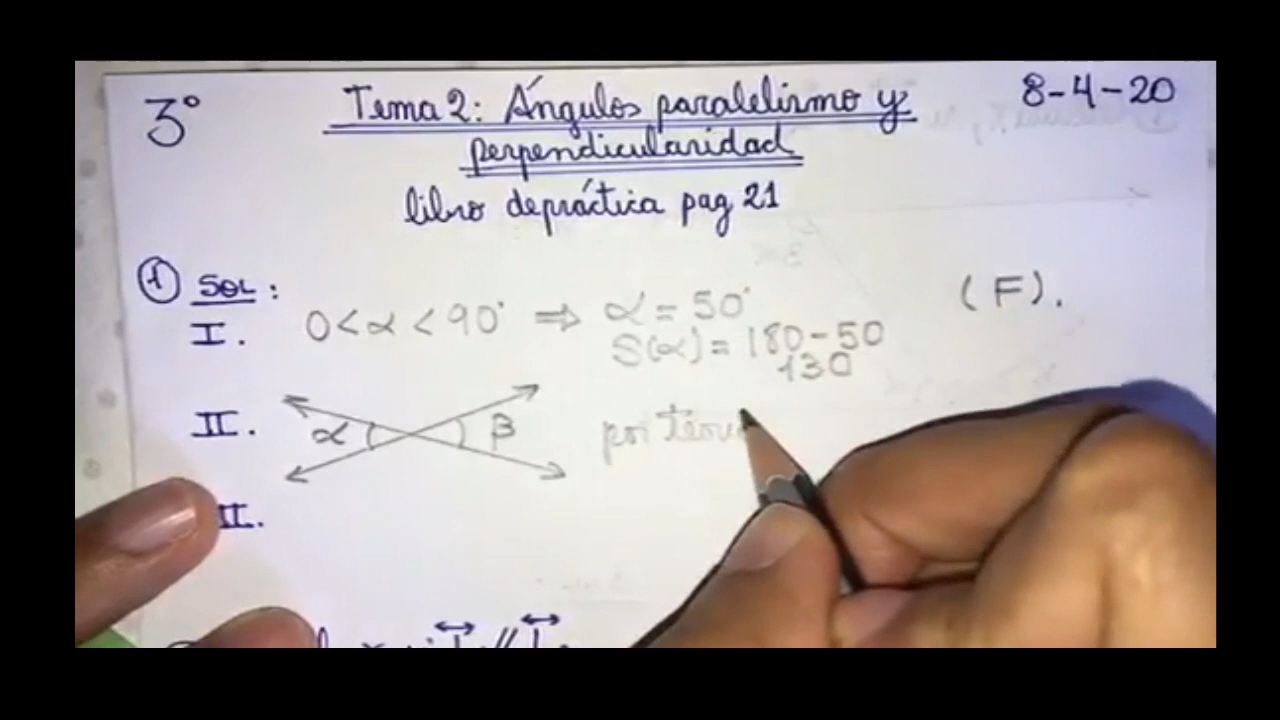 3°
Tema 2: Ángulos paralelismo y
perpendicularidad
8-4-20
libro de práctica pag 21
① SOL:
I. 0 < α < 90° ⇒ α = 50° (F).
S(α) = 180 - 50
130
II. α β por
II.